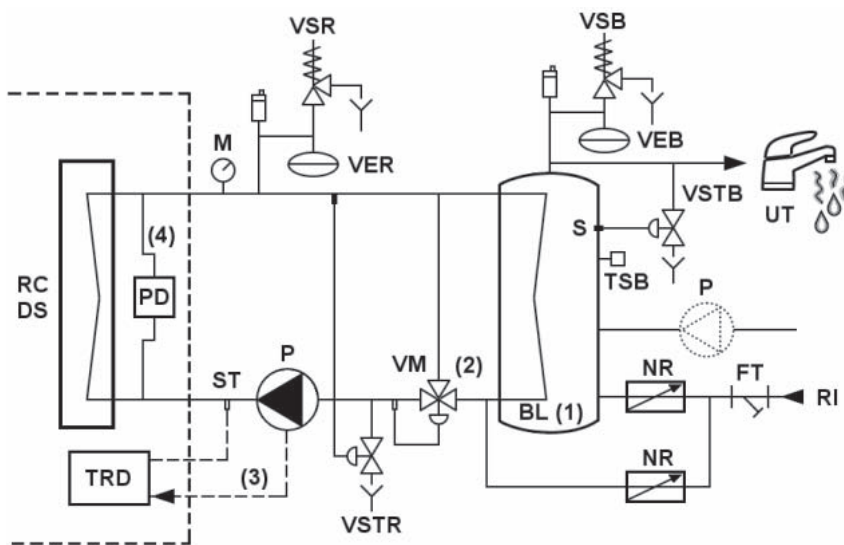 VSR
VSB
M
VER
VEB
VSTB
UT
(4)
S
RC
DS
PD
TSB
P
P
ST
VM
(2)
NR
FT
BL (1)
RI
TRD
(3)
NR
VSTR